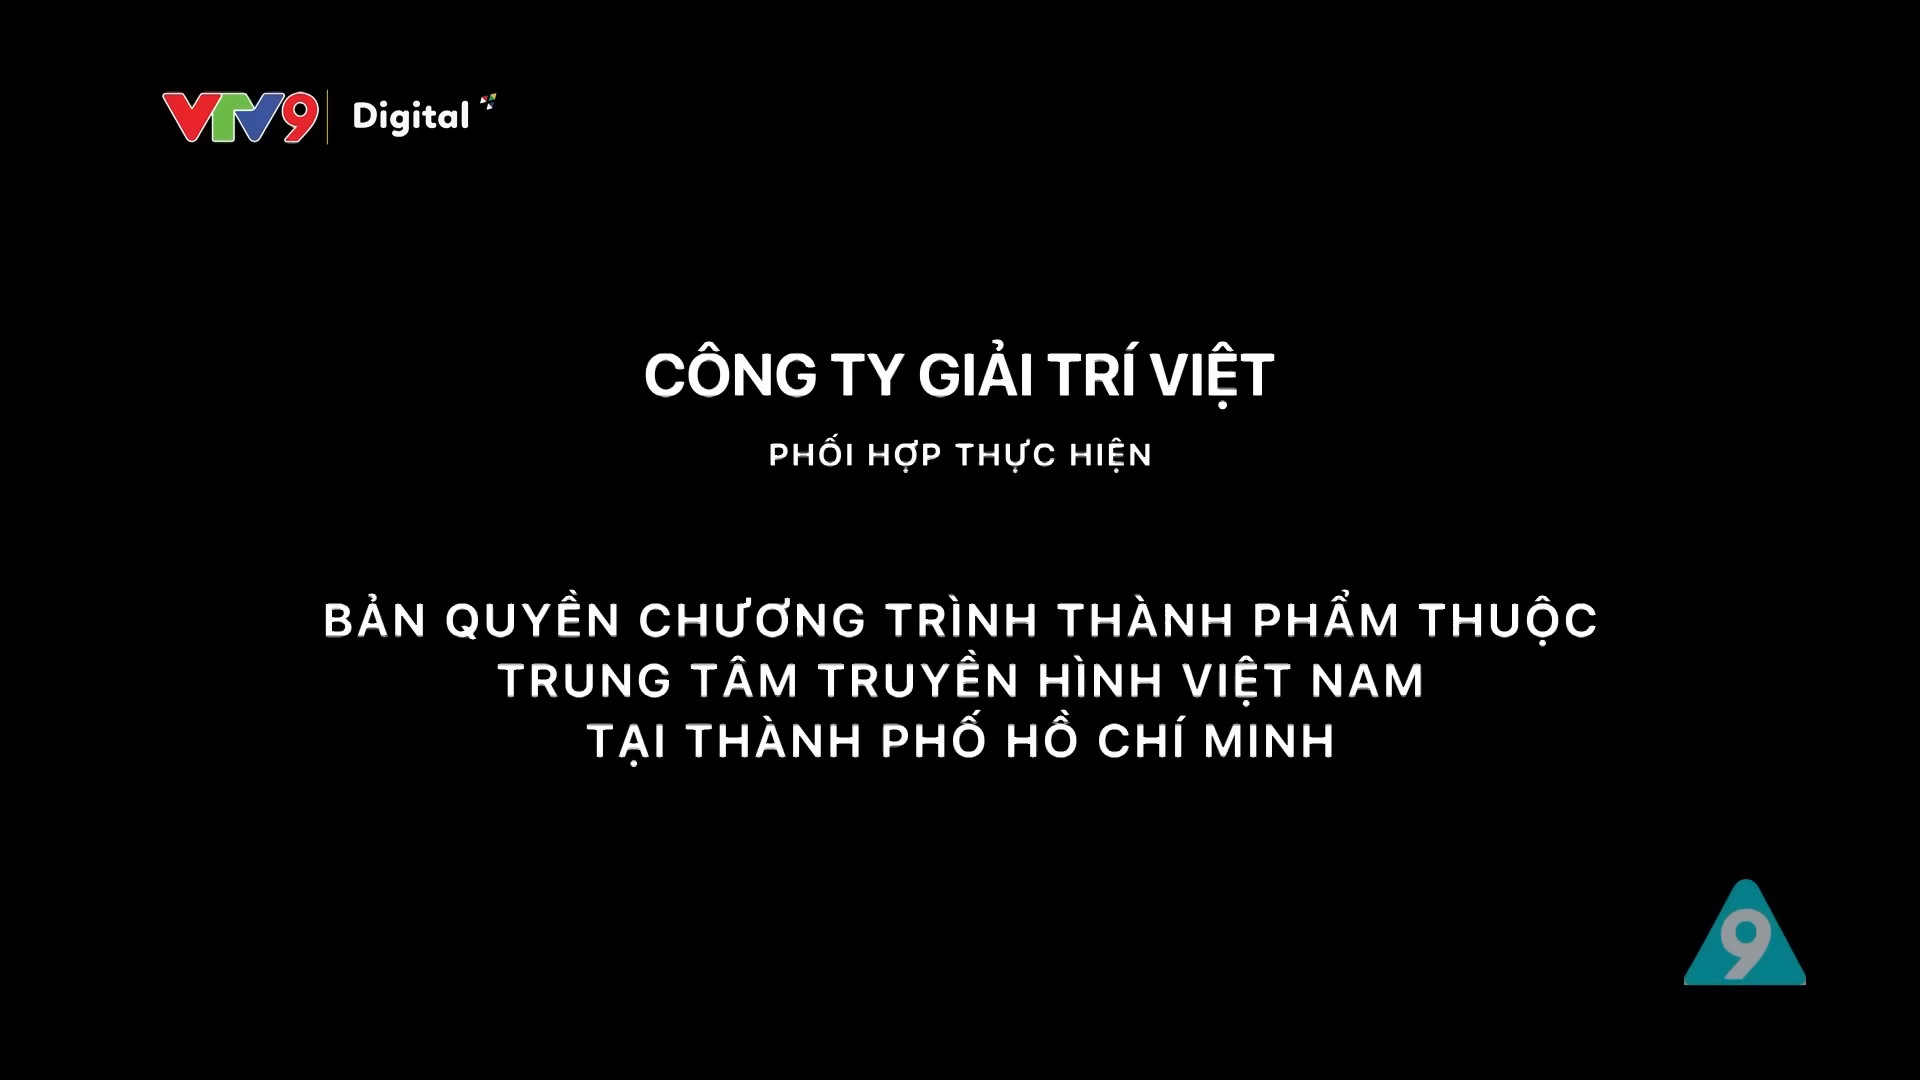 VTV9 Digital
CÔNG TY GIẢI TRÍ VIỆT
PHỐI HỢP THỰC HIỆN
BẢN QUYỀN CHƯƠNG TRÌNH THÀNH PHẨM THUỘC
TRUNG TÂM TRUYỀN HÌNH VIỆT NAM
TẠI THÀNH PHỐ HỒ CHÍ MINH
9